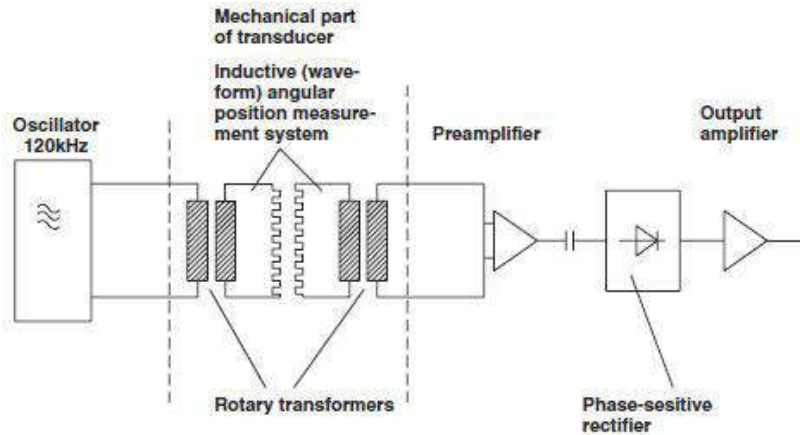 Mechanical part
of transducer
Inductive (wave-
form) angular
position measure-
ment system
Oscillator
120kHz
Preamplifier
Output
amplifier
Rotary transformers
Phase-sesitive
rectifier